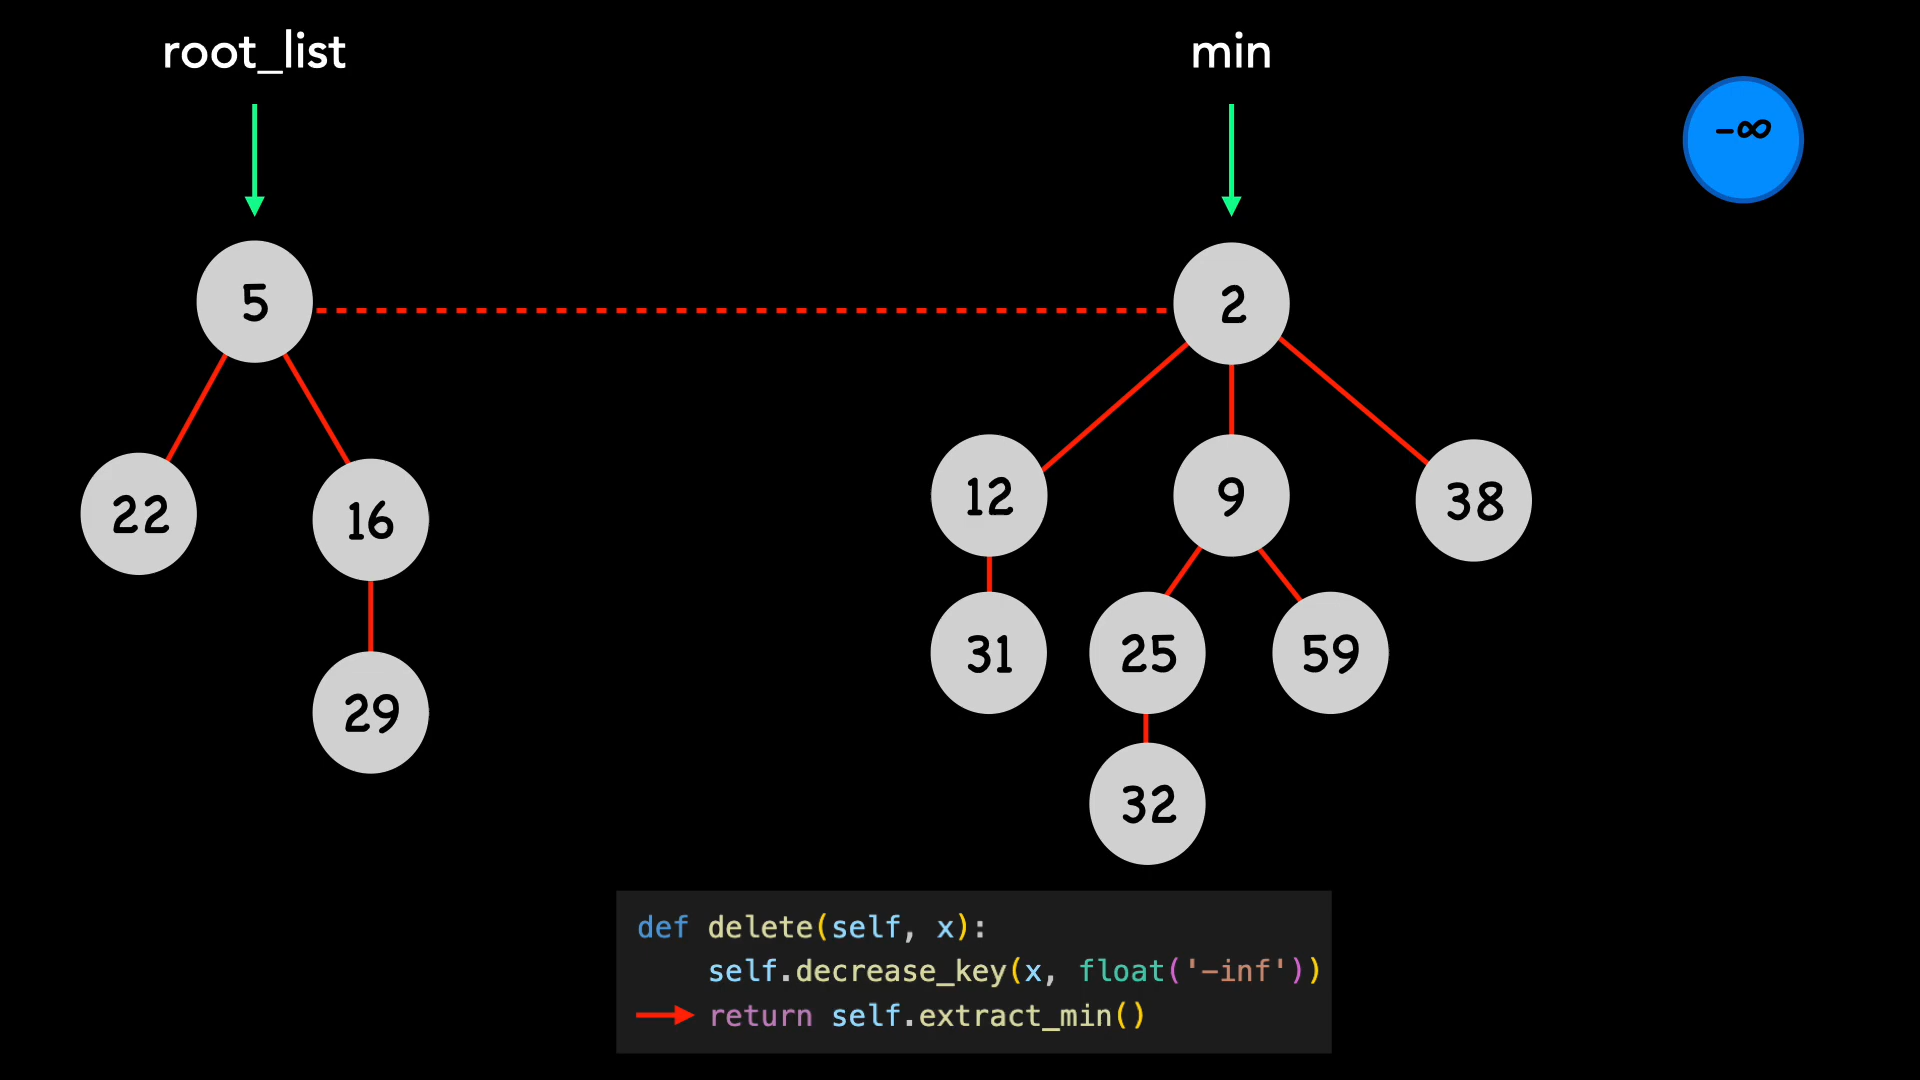 root_list
min
-∞
5
2
22
16
12
9
38
29
31
25
59
32
def delete(self, x):
    self.decrease_key(x, float('-inf'))
    return self.extract_min()